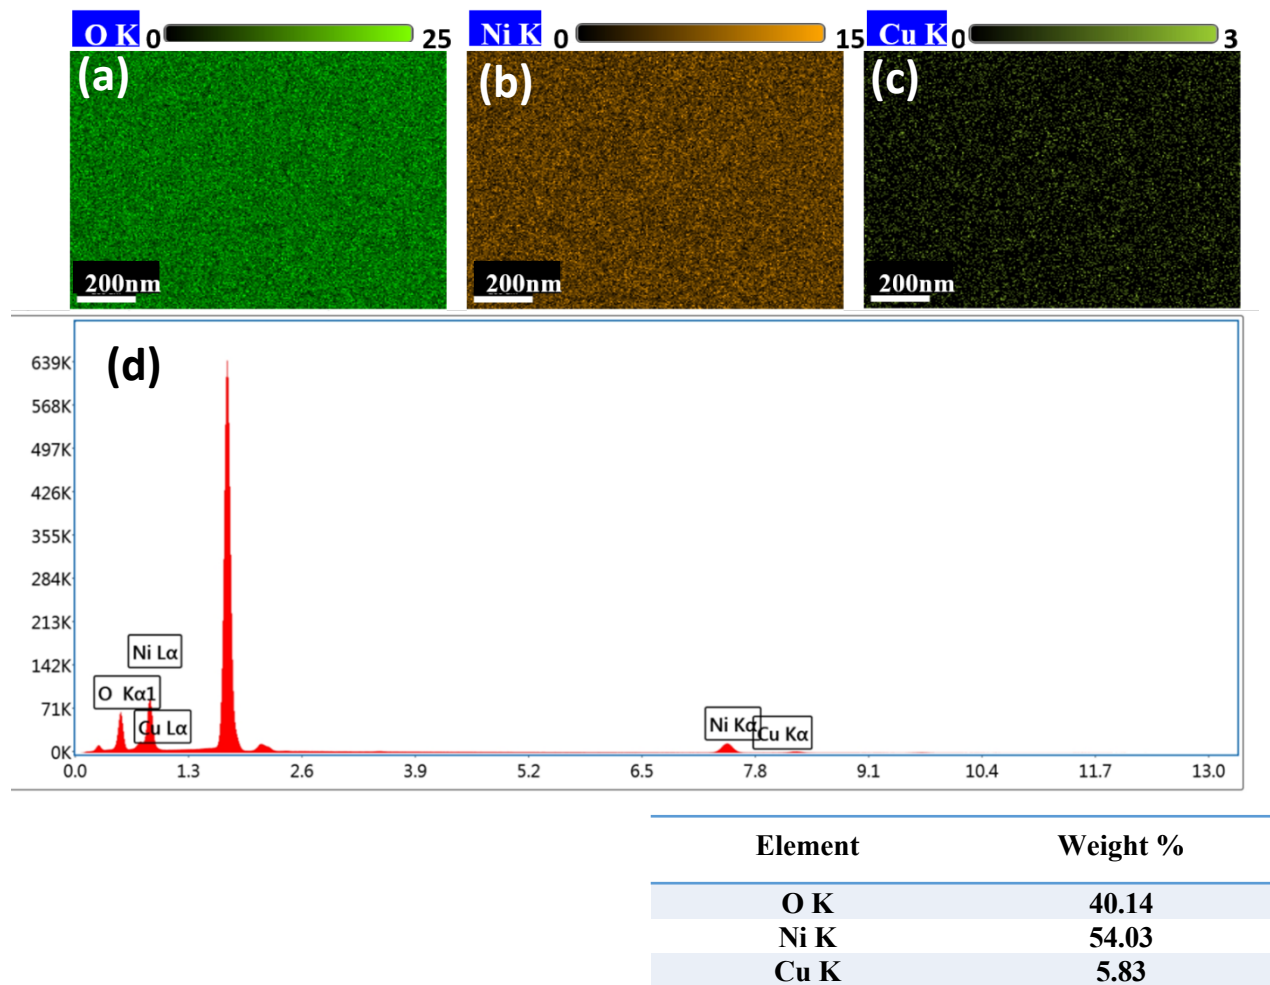 O K 0 25
Ni K 0 15
Cu K 0 3
(a)
(b)
(c)
200nm
200nm
200nm
(d)
639K
568K
497K
426K
355K
284K
213K
142K
71K
0K
Ni Lα
O Kα1
Cu Lα
Ni Kα
Cu Kα
0.0 1.3 2.6 3.9 5.2 6.5 7.8 9.1 10.4 11.7 13.0
Element Weight %
O K 40.14
Ni K 54.03
Cu K 5.83